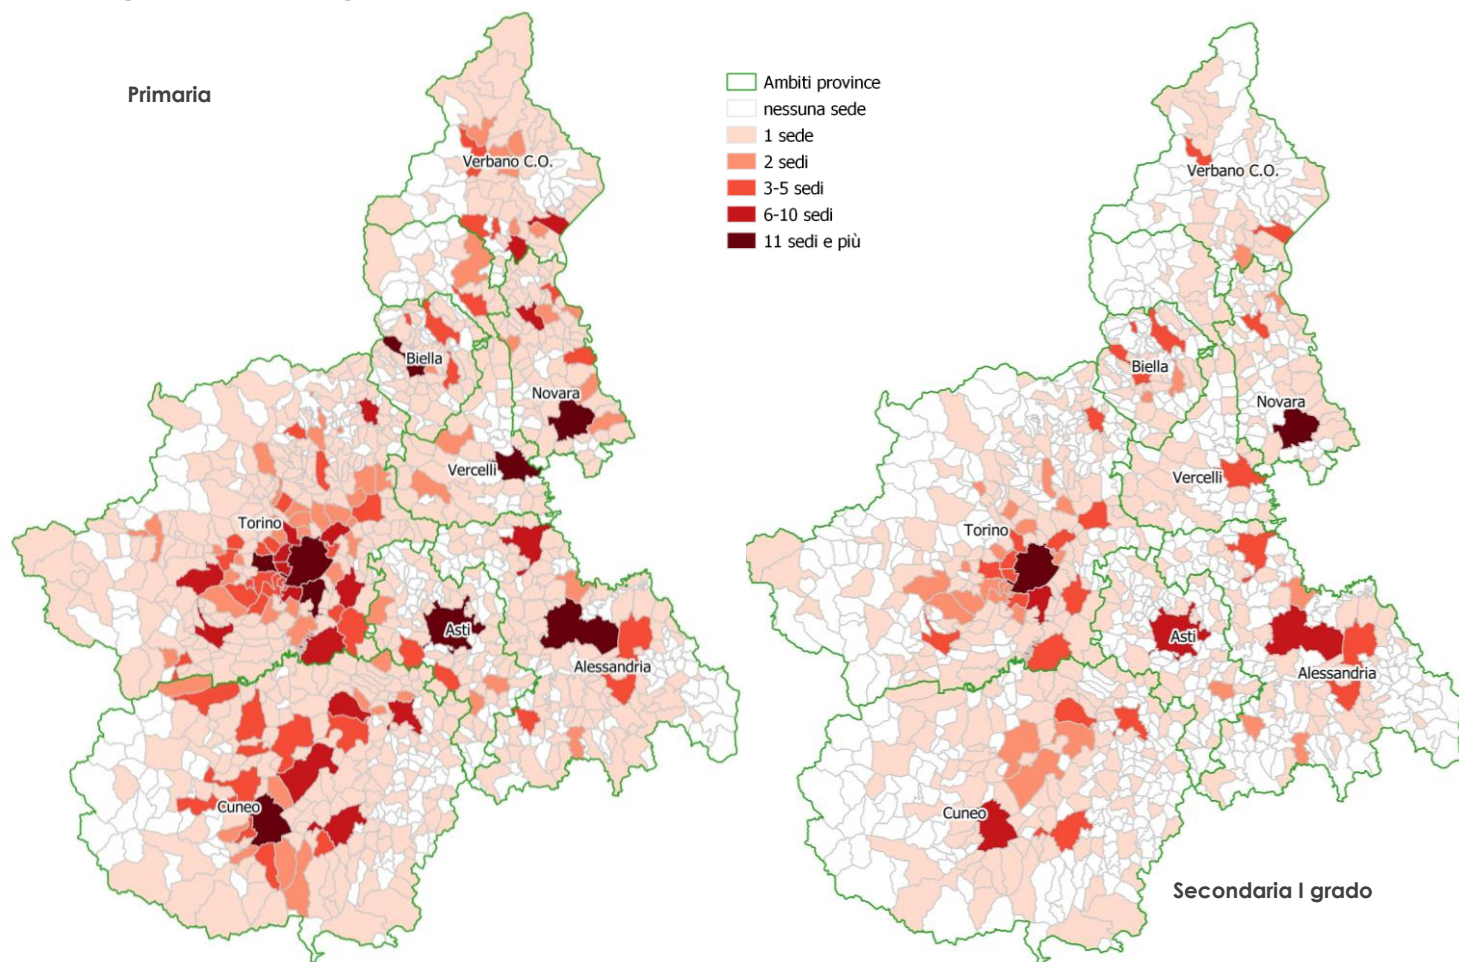 Primaria
Ambiti province
nessuna sede
1 sede
2 sedi
3-5 sedi
6-10 sedi
11 sedi e più
Verbano C.O.
Biella
Novara
Vercelli
Torino
Asti
Alessandria
Cuneo
Verbano C.O.
Biella
Novara
Vercelli
Torino
Asti
Alessandria
Cuneo
Secondaria I grado